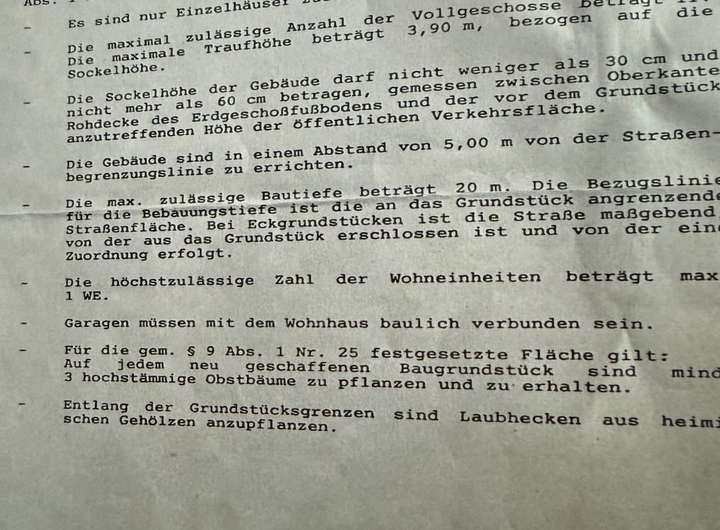 Abs. 1
- Es sind nur Einzelhäuser
- Die maximal zulässige Anzahl der Vollgeschosse beträgt
Die maximale Traufhöhe beträgt 3,90 m, bezogen auf die
Sockelhöhe.
- Die Sockelhöhe der Gebäude darf nicht weniger als 30 cm und
nicht mehr als 60 cm betragen, gemessen zwischen Oberkante
Rohdecke des Erdgeschoßfußbodens und der vor dem Grundstück
anzutreffenden Höhe der öffentlichen Verkehrsfläche.
- Die Gebäude sind in einem Abstand von 5,00 m von der Straßen-
begrenzungslinie zu errichten.
- Die max. zulässige Bautiefe beträgt 20 m. Die Bezugslinie
für die Bebauungstiefe ist die an das Grundstück angrenzende
Straßenfläche. Bei Eckgrundstücken ist die Straße maßgebend
von der aus das Grundstück erschlossen ist und von der eine
Zuordnung erfolgt.
- Die höchstzulässige Zahl der Wohneinheiten beträgt max
1 WE.
- Garagen müssen mit dem Wohnhaus baulich verbunden sein.
- Für die gem. § 9 Abs. 1 Nr. 25 festgesetzte Fläche gilt:
Auf jedem neu geschaffenen Baugrundstück sind mind
3 hochstämmige Obstbäume zu pflanzen und zu erhalten.
- Entlang der Grundstücksgrenzen sind Laubhecken aus heimi
schen Gehölzen anzupflanzen.